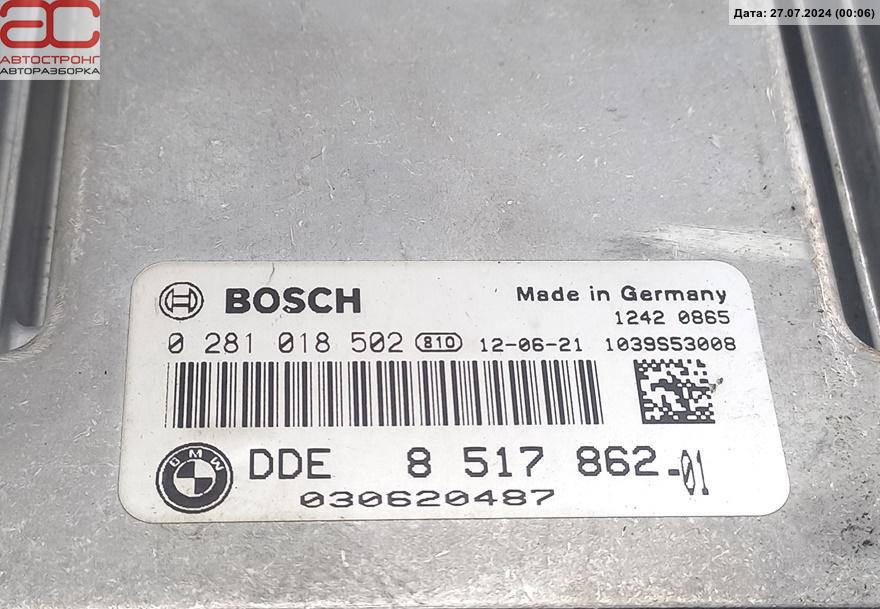 Дата: 27.07.2024 (00:06)
ac
АВТОСТРОНГ
АВТОРАЗБОРКА
BOSCH
Made in Germany
1242 0865
0 281 018 502 810 12-06-21 1039S53008
BMW
DDE 8 517 862-01
030620487